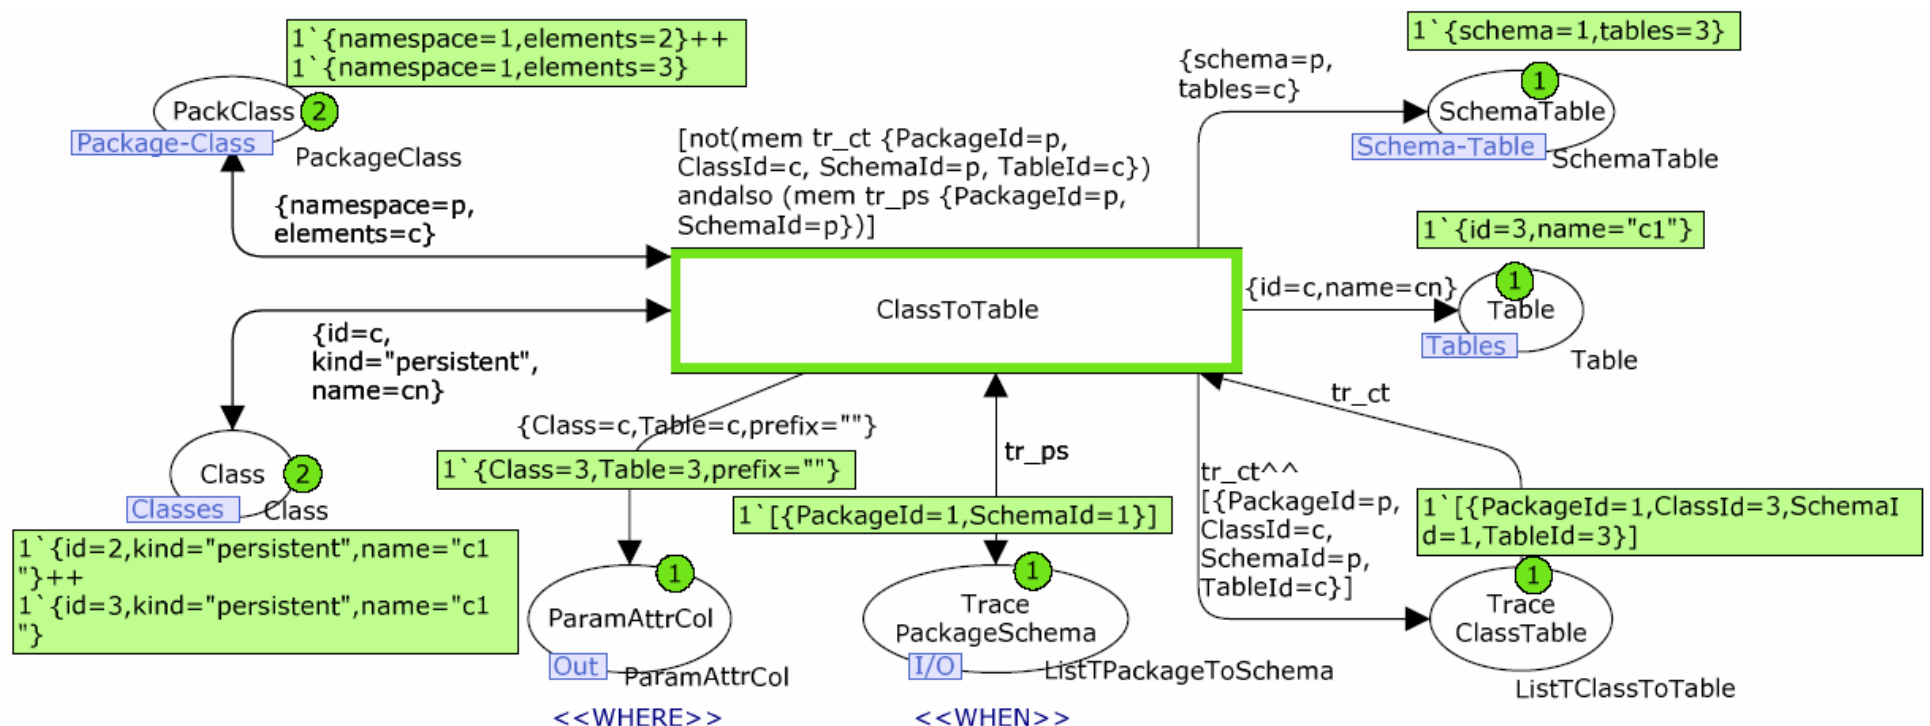 1`{namespace=1,elements=2}++
1`{namespace=1,elements=3}
PackClass
2
Package-Class
PackageClass
{namespace=p,
elements=c}
[not(mem tr_ct {PackageId=p,
ClassId=c, SchemaId=p, TableId=c})
andalso (mem tr_ps {PackageId=p,
SchemaId=p})]
{schema=p,
tables=c}
1`{schema=1,tables=3}
1
SchemaTable
Schema-Table
SchemaTable
ClassToTable
{id=c,name=cn}
1`{id=3,name="c1"}
1
Table
Tables
Table
{id=c,
kind="persistent",
name=cn}
Class
2
Classes
Class
1`{id=2,kind="persistent",name="c1
"}++
1`{id=3,kind="persistent",name="c1
"}
{Class=c,Table=c,prefix=""}
1`{Class=3,Table=3,prefix=""}
1
ParamAttrCol
Out
ParamAttrCol
<<WHERE>>
tr_ps
1`[{PackageId=1,SchemaId=1}]
1
Trace
PackageSchema
I/O
ListTPackageToSchema
<<WHEN>>
tr_ct
tr_ct^^
[{PackageId=p,
ClassId=c,
SchemaId=p,
TableId=c}]
1`[{PackageId=1,ClassId=3,SchemaI
d=1,TableId=3}]
1
Trace
ClassTable
ListTClassToTable